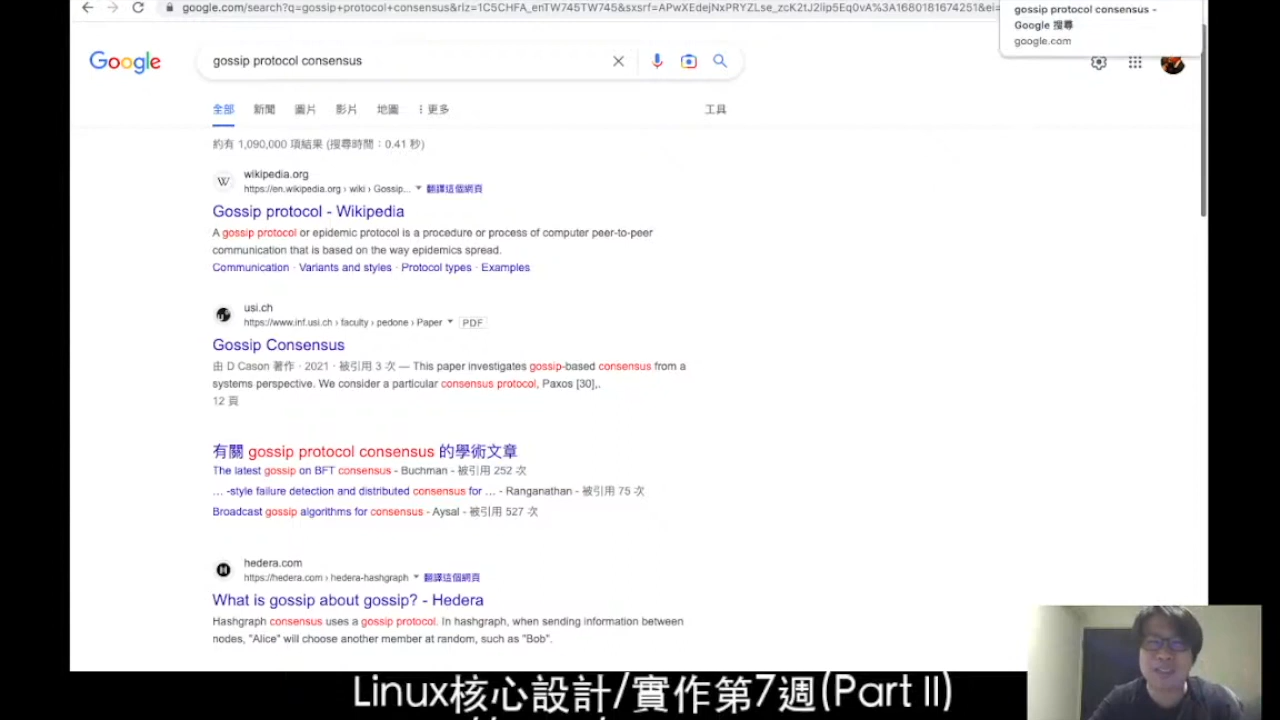 google.com/search?q=gossip+protocol+consensus&rlz=1C5CHFA_enTW745TW745&sxsrf=APwXEdejNxPRYZLse_zcK2tJ2lip5Eq0vA%3A1680181674251&ei=
gossip protocol consensus -
Google 搜尋
google.com
Google
gossip protocol consensus
全部 新聞 圖片 影片 地圖 更多 工具
約有 1,090,000 項結果 (搜尋時間:0.41 秒)
W
wikipedia.org
https://en.wikipedia.org › wiki › Gossip... 翻譯這個網頁
Gossip protocol - Wikipedia
A gossip protocol or epidemic protocol is a procedure or process of computer peer-to-peer
communication that is based on the way epidemics spread.
Communication · Variants and styles · Protocol types · Examples
usi.ch
https://www.inf.usi.ch › faculty › pedone › Paper PDF
Gossip Consensus
由 D Cason 著作 · 2021 · 被引用 3 次 — This paper investigates gossip-based consensus from a
systems perspective. We consider a particular consensus protocol, Paxos [30],.
12 頁
有關 gossip protocol consensus 的學術文章
The latest gossip on BFT consensus - Buchman - 被引用 252 次
... -style failure detection and distributed consensus for ... - Ranganathan - 被引用 75 次
Broadcast gossip algorithms for consensus - Aysal - 被引用 527 次
hedera.com
https://hedera.com › hedera-hashgraph 翻譯這個網頁
What is gossip about gossip? - Hedera
Hashgraph consensus uses a gossip protocol. In hashgraph, when sending information between
nodes, "Alice" will choose another member at random, such as "Bob".
Linux核心設計/實作第7週(Part II)